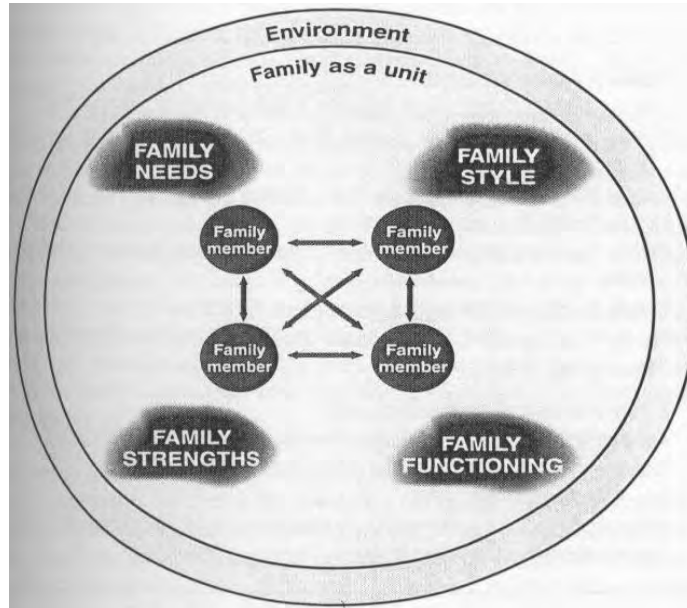 Environment
Family as a unit
FAMILY
NEEDS
FAMILY
STYLE
Family
member
Family
member
Family
member
Family
member
FAMILY
STRENGTHS
FAMILY
FUNCTIONING